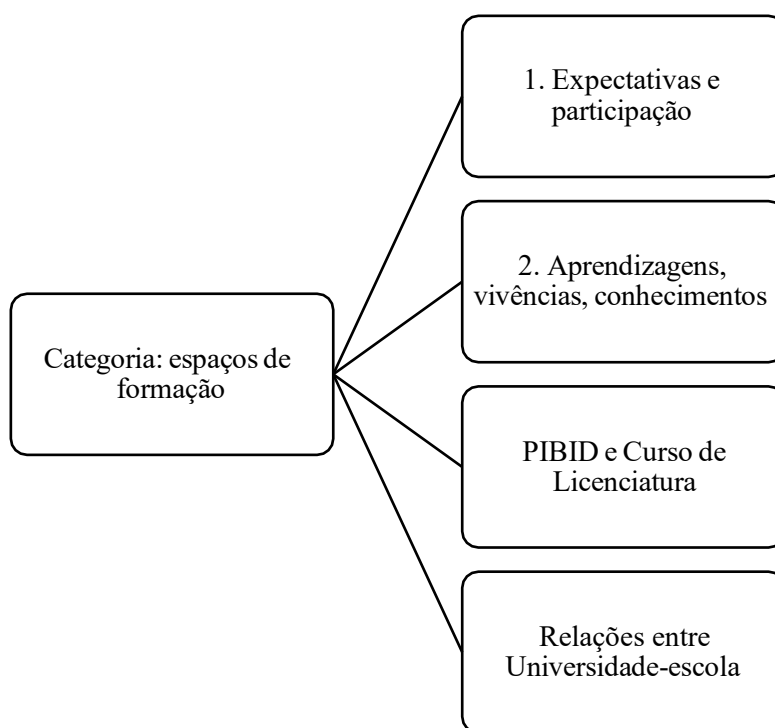 1. Expectativas e
participação
2. Aprendizagens,
vivências, conhecimentos
Categoria: espaços de
formação
PIBID e Curso de
Licenciatura
Relações entre
Universidade-escola